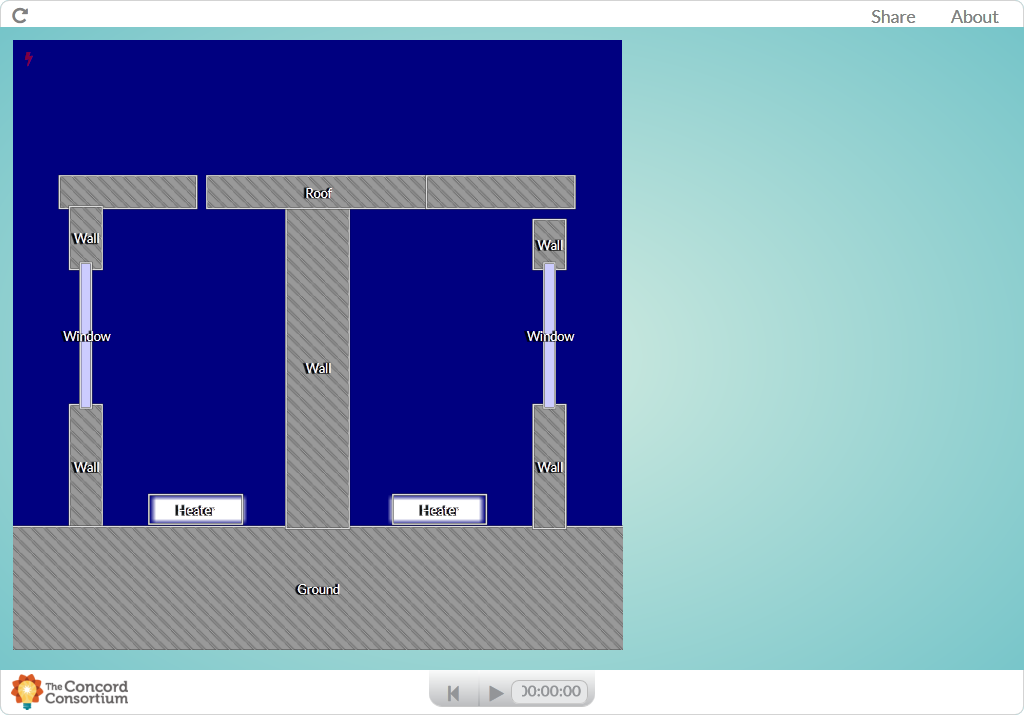 Share About
Roof
Wall
Wall
Window
Window
Wall
Wall
Wall
Heater
Heater
Ground
The Concord
Consortium
00:00:00